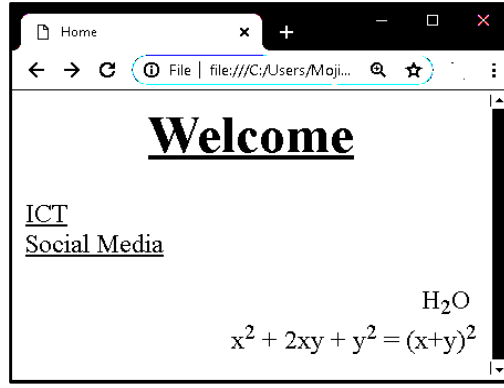 Home
File | file:///C:/Users/Moji...
Welcome
ICT
Social Media
H₂O
x² + 2xy + y² = (x+y)²